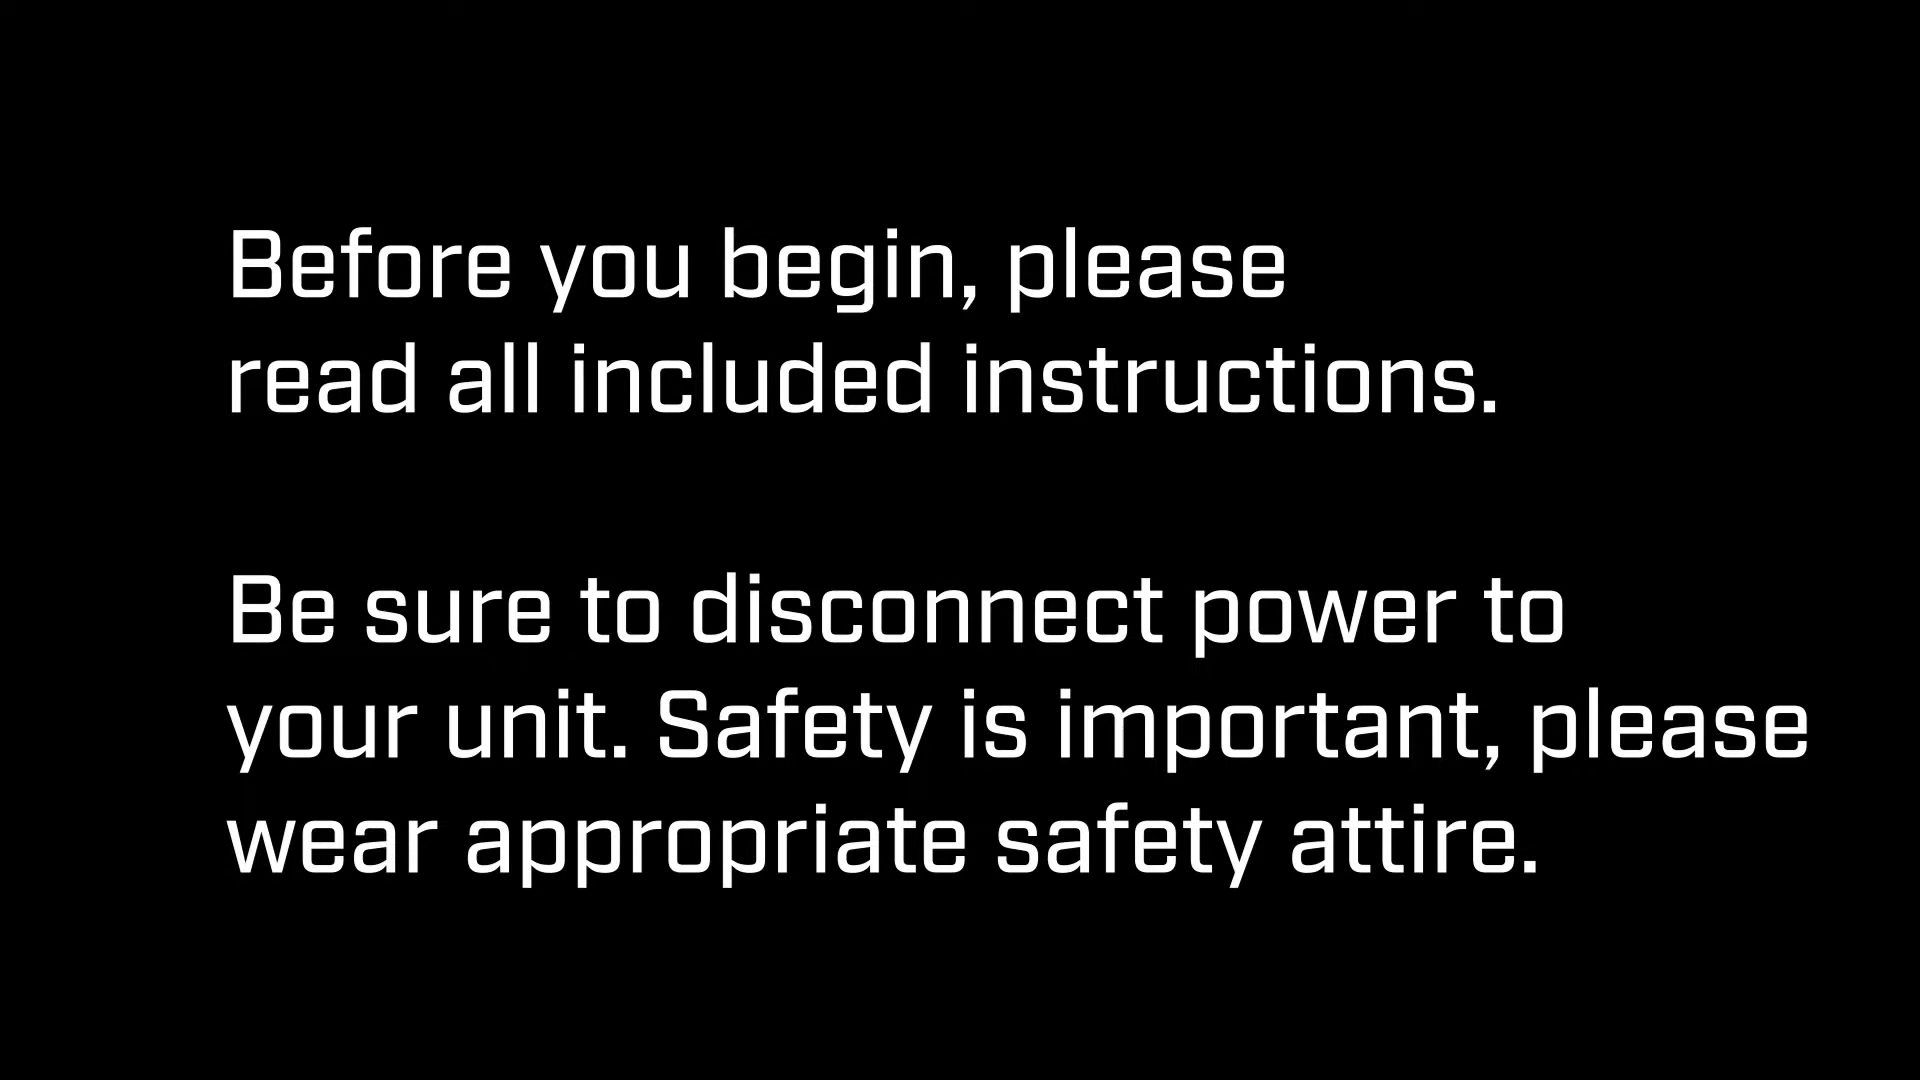 Before you begin, please
read all included instructions.
Be sure to disconnect power to
your unit. Safety is important, please
wear appropriate safety attire.